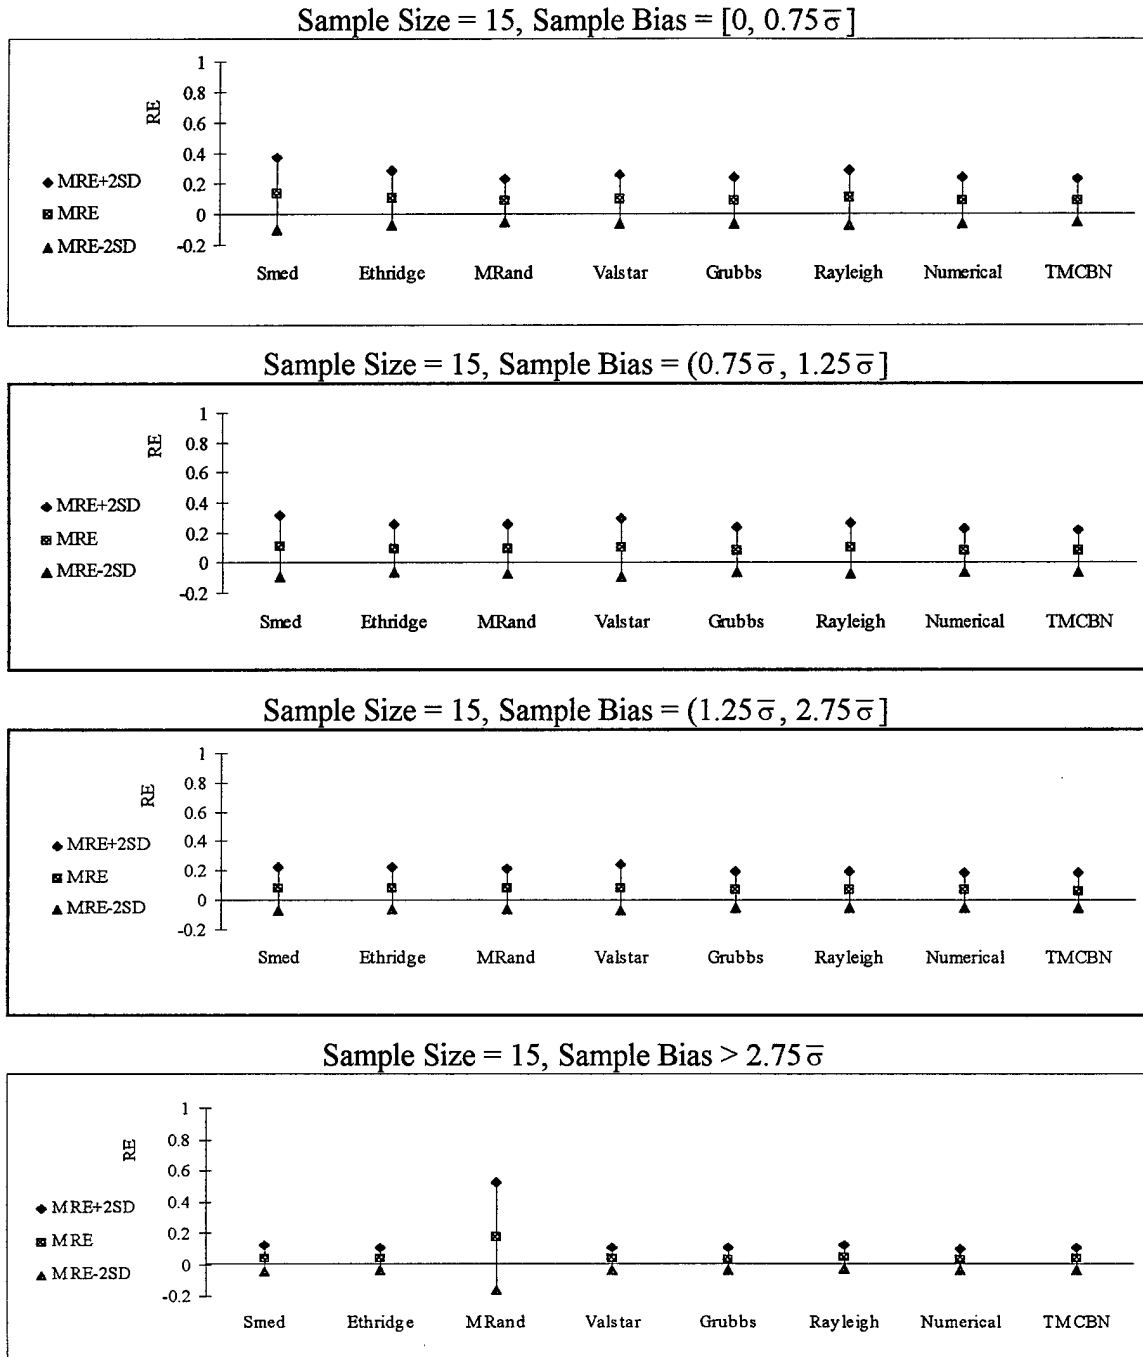 Sample Size = 15, Sample Bias = [0, 0.75σ̅]
RE
1
0.8
0.6
0.4
0.2
0
-0.2
MRE+2SD
MRE
MRE-2SD
Smed Ethridge MRand Valstar Grubbs Rayleigh Numerical TMCBN
Sample Size = 15, Sample Bias = (0.75σ̅, 1.25σ̅]
RE
1
0.8
0.6
0.4
0.2
0
-0.2
MRE+2SD
MRE
MRE-2SD
Smed Ethridge MRand Valstar Grubbs Rayleigh Numerical TMCBN
Sample Size = 15, Sample Bias = (1.25σ̅, 2.75σ̅]
RE
1
0.8
0.6
0.4
0.2
0
-0.2
MRE+2SD
MRE
MRE-2SD
Smed Ethridge MRand Valstar Grubbs Rayleigh Numerical TMCBN
Sample Size = 15, Sample Bias > 2.75σ̅
RE
1
0.8
0.6
0.4
0.2
0
-0.2
MRE+2SD
MRE
MRE-2SD
Smed Ethridge MRand Valstar Grubbs Rayleigh Numerical TMCBN